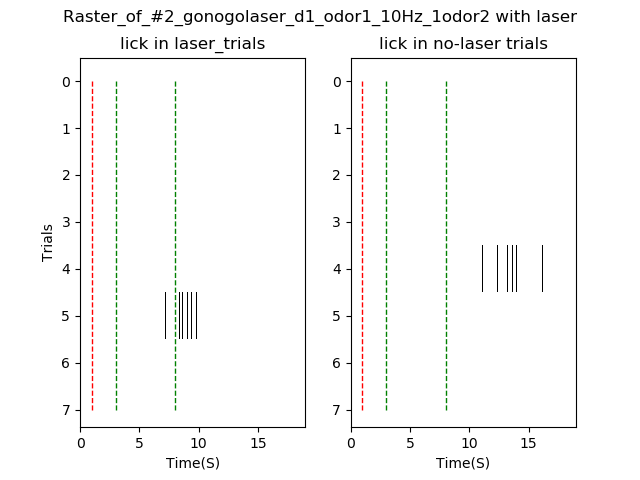 Raster_of_#2_gonogolaser_d1_odor1_10Hz_1odor2 with laser
lick in laser_trials
lick in no-laser trials
Trials
0
1
2
3
4
5
6
7
0 5 10 15
Time(S)
0
1
2
3
4
5
6
7
0 5 10 15
Time(S)